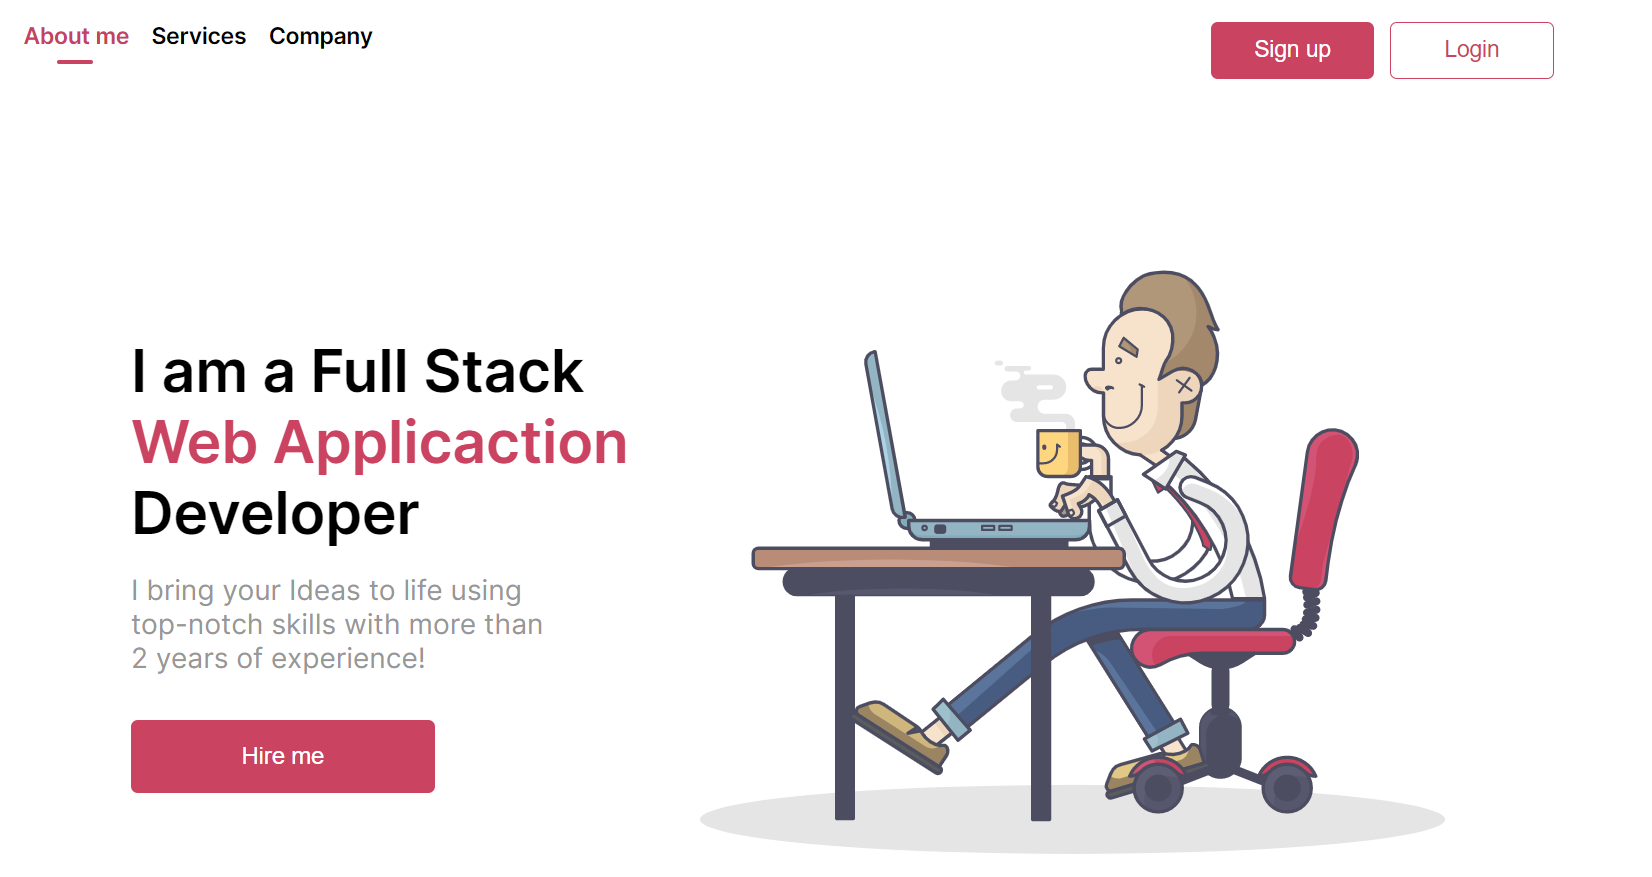 About me Services Company Sign up Login
I am a Full Stack
Web Applicaction
Developer
I bring your Ideas to life using
top-notch skills with more than
2 years of experience!
Hire me